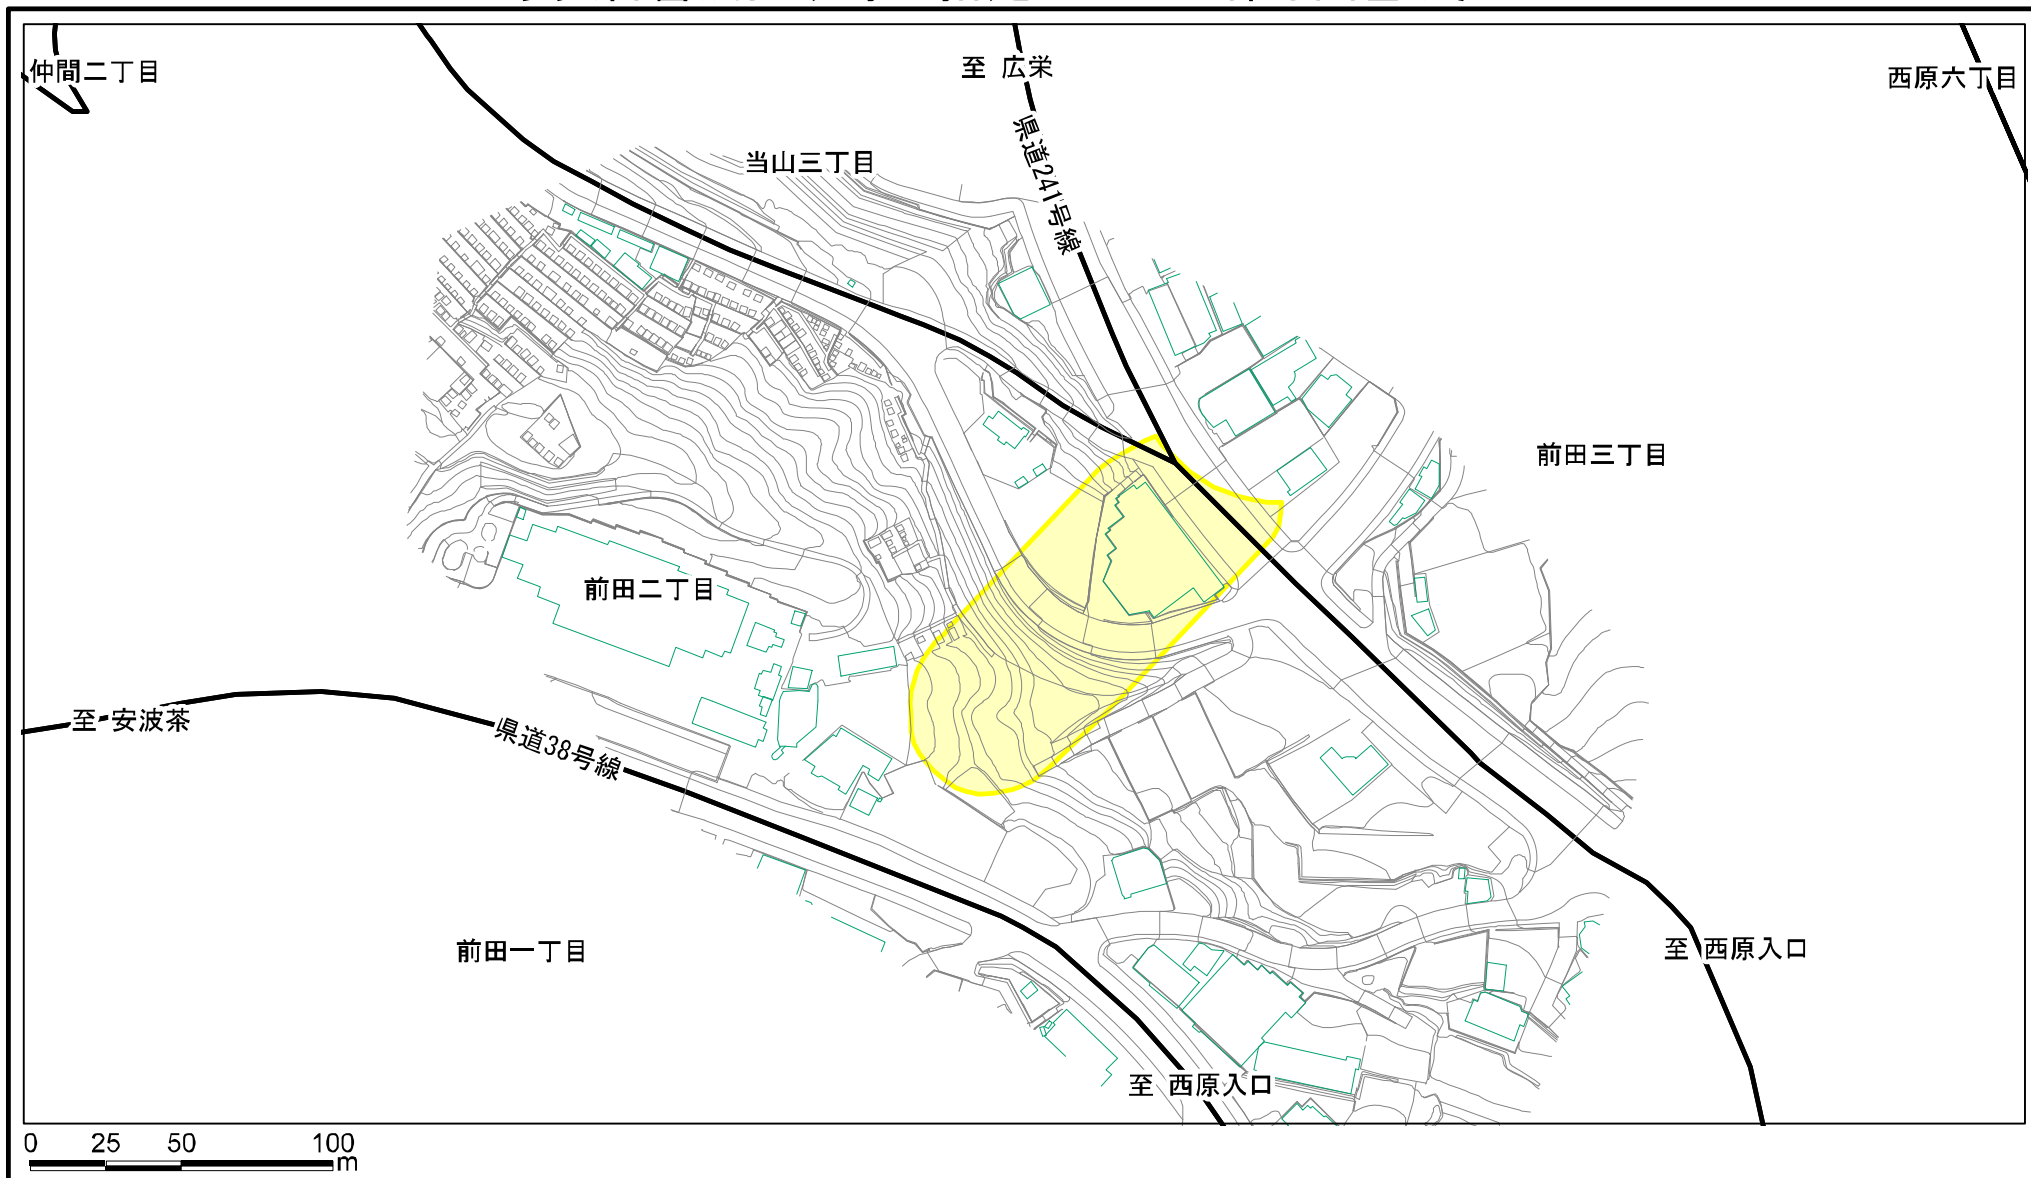 仲間二丁目
至 広栄
西原六丁目
県道241号線
当山三丁目
前田三丁目
前田二丁目
至 安波茶
県道38号線
前田一丁目
至 西原入口
至 西原入口
0 25 50 100
m